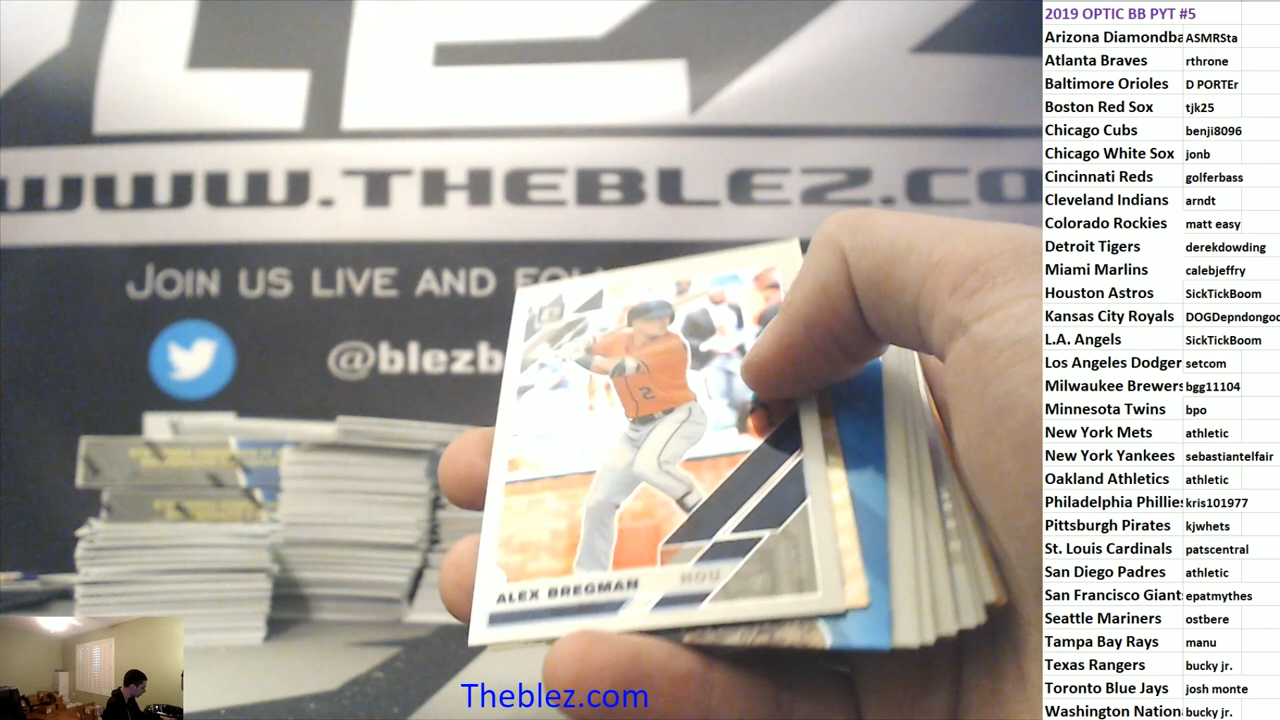 WWW.THEBLEZ.CO
JOIN US LIVE AND FO
@blezb
2
ALEX BREGMAN HOU
Theblez.com
2019 OPTIC BB PYT #5
Arizona Diamondba ASMRSta
Atlanta Braves rthrone
Baltimore Orioles D PORTEr
Boston Red Sox tjk25
Chicago Cubs benji8096
Chicago White Sox jonb
Cincinnati Reds golferbass
Cleveland Indians arndt
Colorado Rockies matt easy
Detroit Tigers derekdowding
Miami Marlins calebjeffry
Houston Astros SickTickBoom
Kansas City Royals DOGDepndongod
L.A. Angels SickTickBoom
Los Angeles Dodger setcom
Milwaukee Brewers bgg11104
Minnesota Twins bpo
New York Mets athletic
New York Yankees sebastiantelfair
Oakland Athletics athletic
Philadelphia Phillies kris101977
Pittsburgh Pirates kjwhets
St. Louis Cardinals patscentral
San Diego Padres athletic
San Francisco Giant epatmythes
Seattle Mariners ostbere
Tampa Bay Rays manu
Texas Rangers bucky jr.
Toronto Blue Jays josh monte
Washington Nation bucky jr.